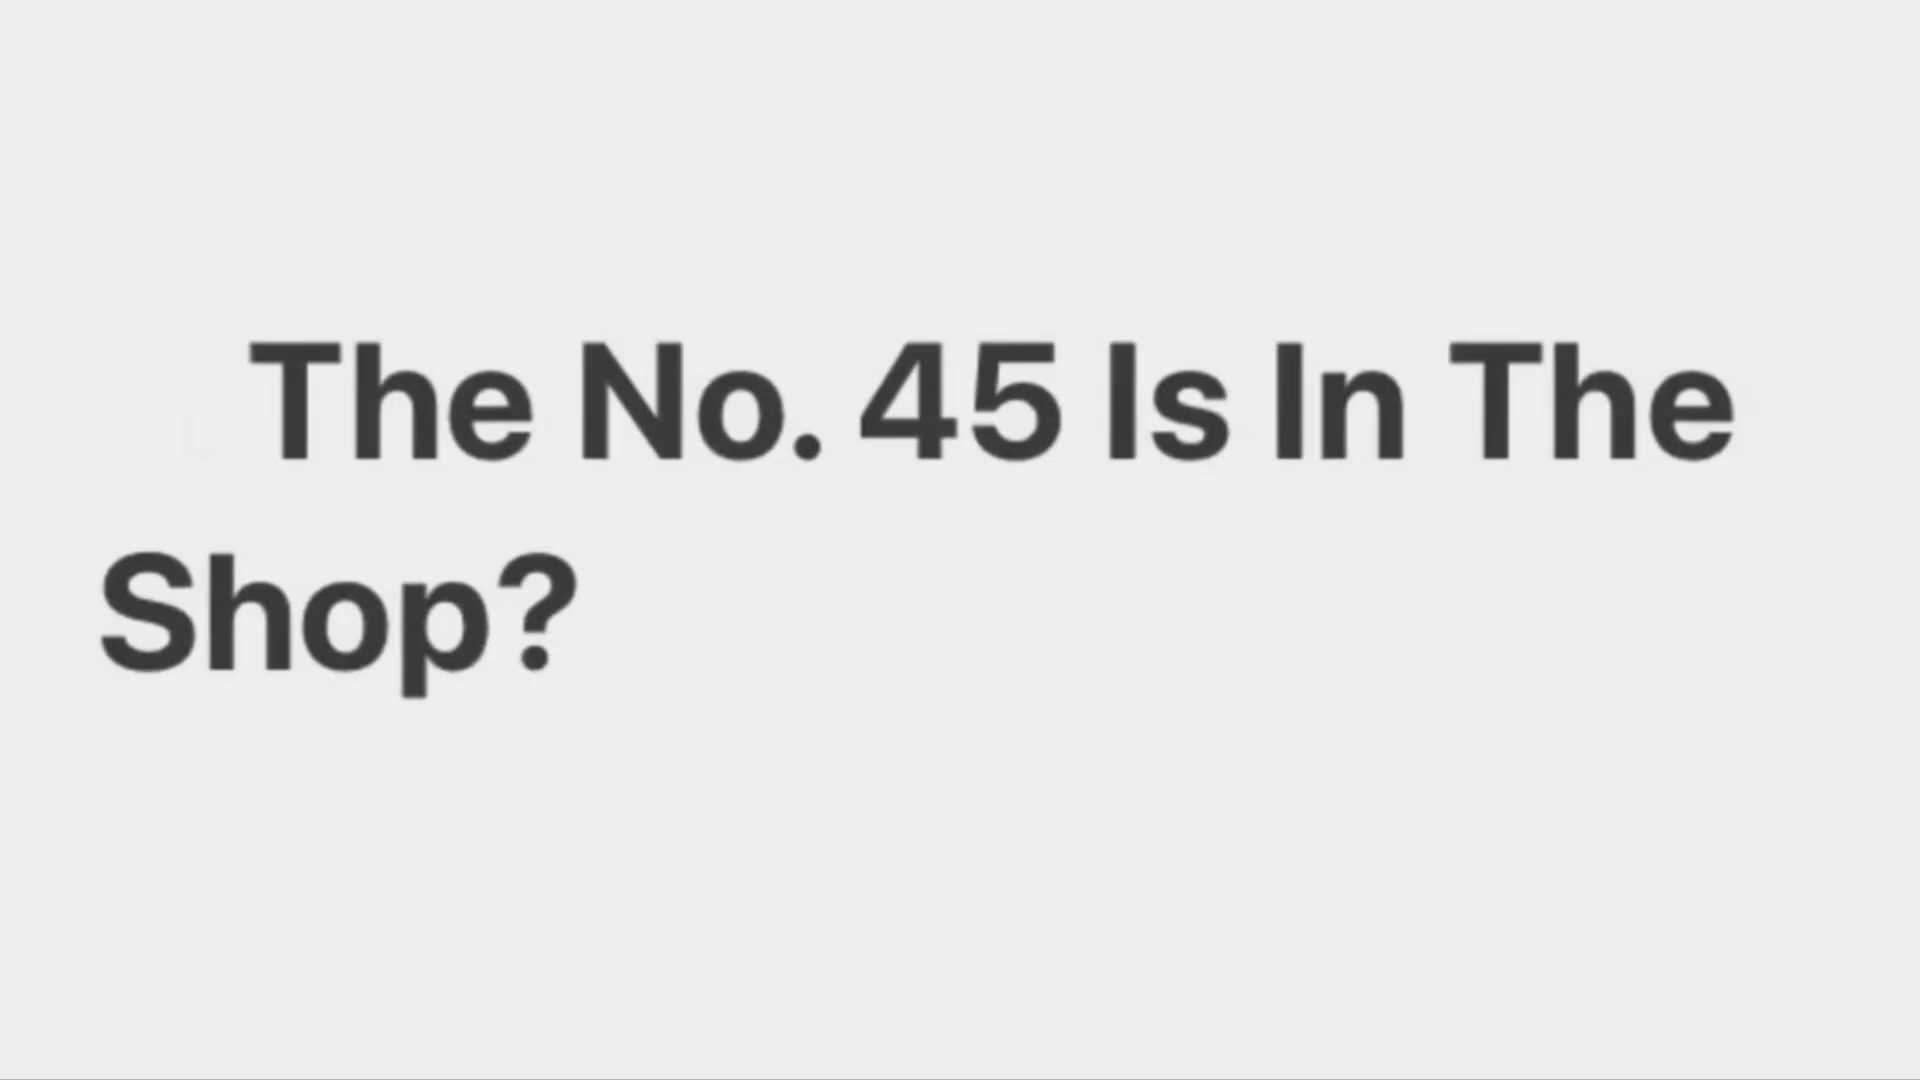 The No. 45 Is In The
Shop?